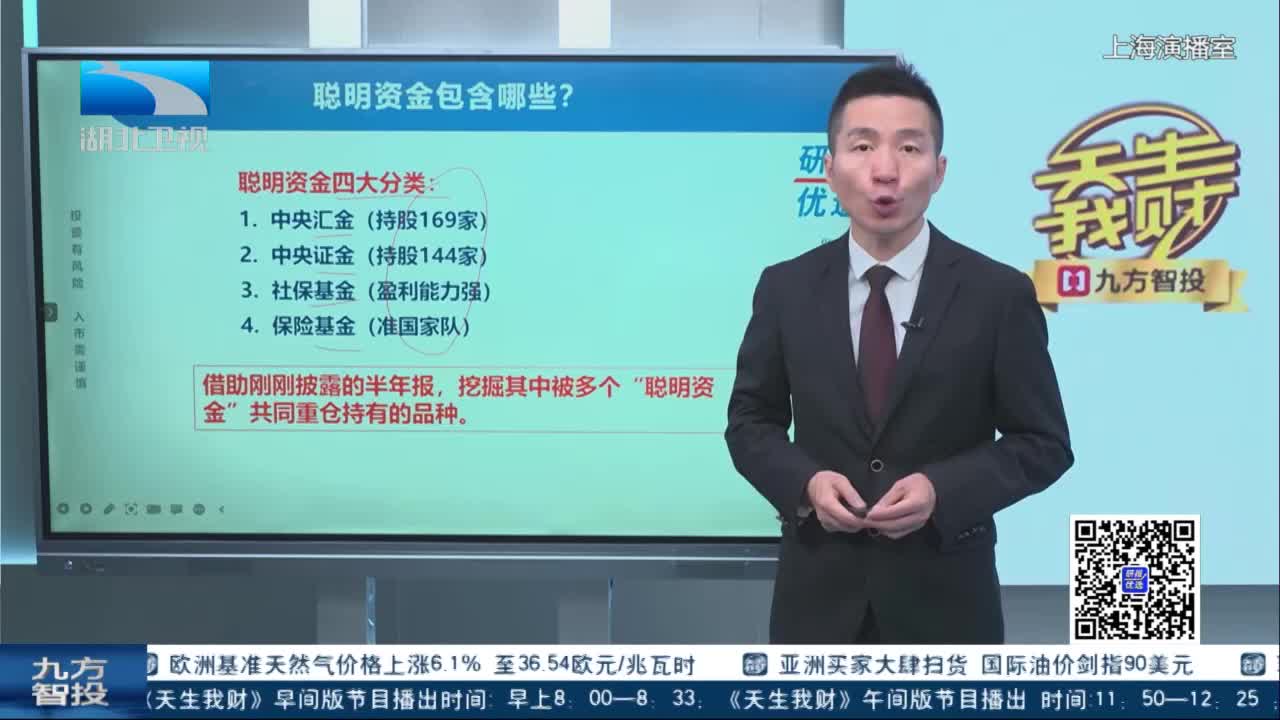 上海演播室
聪明资金包含哪些？
湖北卫视
聪明资金四大分类：
1. 中央汇金（持股169家）
2. 中央证金（持股144家）
3. 社保基金（盈利能力强）
4. 保险基金（准国家队）
借助刚刚披露的半年报，挖掘其中被多个“聪明资
金”共同重仓持有的品种。
投资有风险 入市需谨慎
研
优选
天生
我财
九方智投
研报
优选
九方
智投
欧洲基准天然气价格上涨6.1% 至36.54欧元/兆瓦时
亚洲买家大肆扫货 国际油价剑指90美元
《天生我财》早间版节目播出时间：早上8：00—8：33，《天生我财》午间版节目播出 时间：11：50—12：25